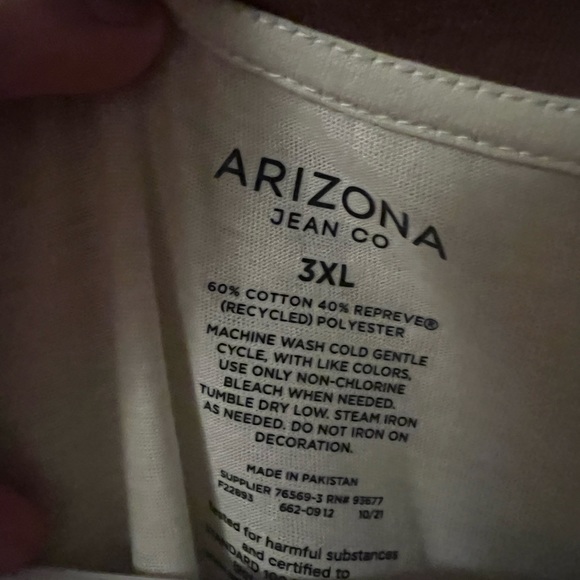 ARIZONA
JEAN CO
3XL
60% COTTON 40% REPREVE®
(RECYCLED) POLYESTER
MACHINE WASH COLD GENTLE
CYCLE, WITH LIKE COLORS,
USE ONLY NON-CHLORINE
BLEACH WHEN NEEDED.
TUMBLE DRY LOW. STEAM IRON
AS NEEDED. DO NOT IRON ON
DECORATION.
MADE IN PAKISTAN
SUPPLIER 76569-3 RN# 93677
F22893 662-0912 10/21
for harmful substances
and certified to